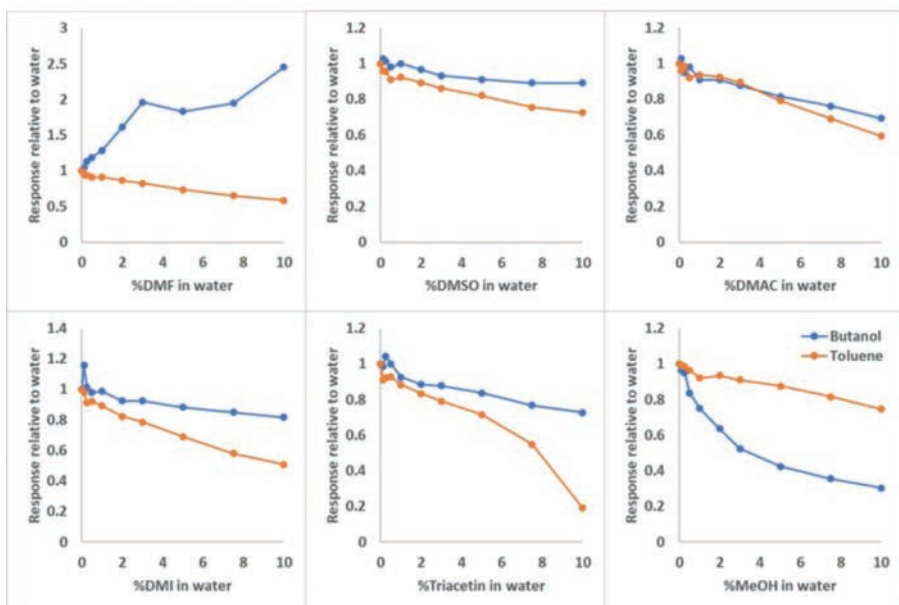 3
2.5
2
1.5
1
0.5
0
0 2 4 6 8 10
Response relative to water
%DMF in water
1.2
1
0.8
0.6
0.4
0.2
0
0 2 4 6 8 10
Response relative to water
%DMSO in water
1.2
1
0.8
0.6
0.4
0.2
0
0 2 4 6 8 10
Response relative to water
%DMAC in water
1.4
1.2
1
0.8
0.6
0.4
0.2
0
0 2 4 6 8 10
Response relative to water
%DMI in water
1.2
1
0.8
0.6
0.4
0.2
0
0 2 4 6 8 10
Response relative to water
%Triacetin in water
1.2
1
0.8
0.6
0.4
0.2
0
0 2 4 6 8 10
Response relative to water
%MeOH in water
Butanol
Toluene